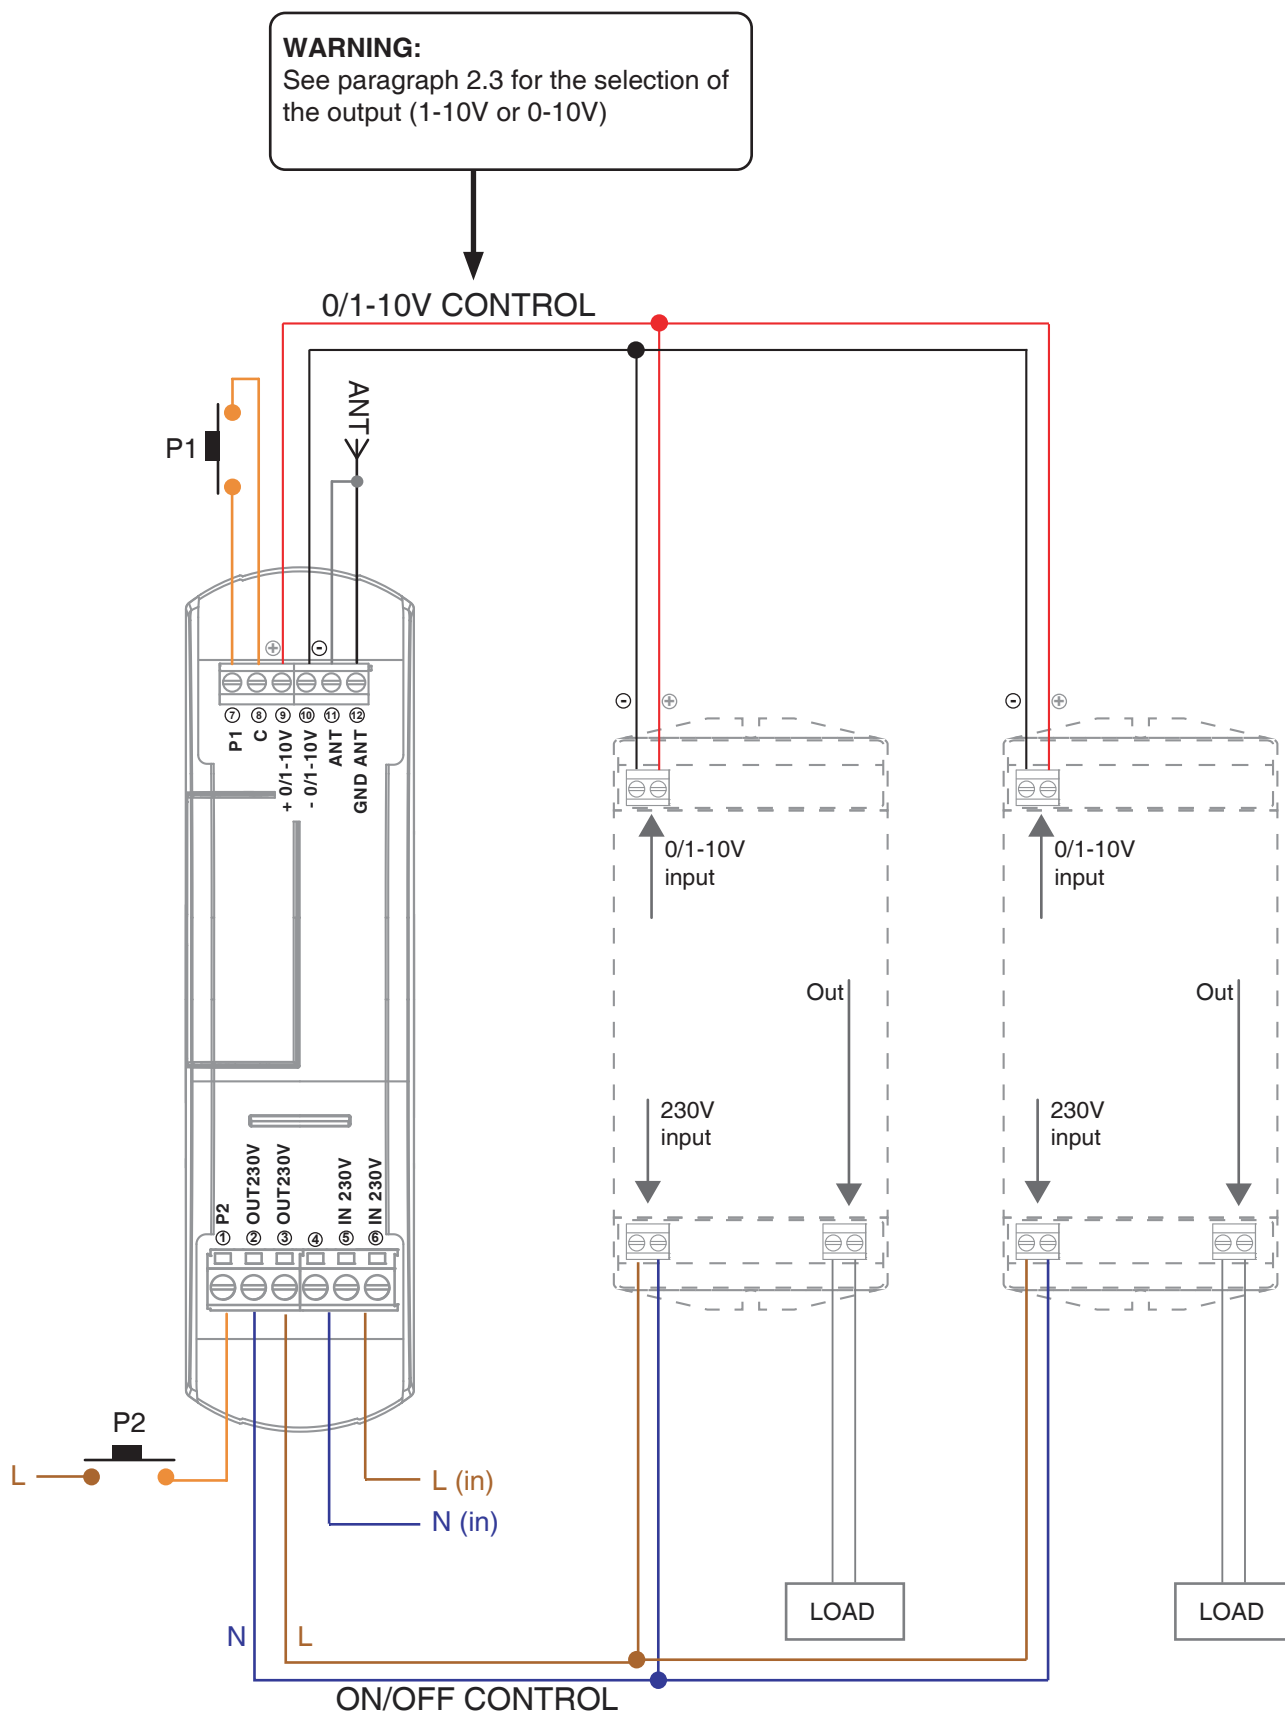 WARNING:
See paragraph 2.3 for the selection of
the output (1-10V or 0-10V)
0/1-10V CONTROL
ANT
P1
+
-
7 8 9 10 11 12
P1
C
+ 0/1-10V
- 0/1-10V
ANT
GND ANT
-
+
-
+
0/1-10V
input
0/1-10V
input
Out
Out
230V
input
230V
input
P2
OUT230V
OUT230V
IN 230V
IN 230V
1 2 3 4 5 6
P2
L
L (in)
N (in)
LOAD
LOAD
N
L
ON/OFF CONTROL